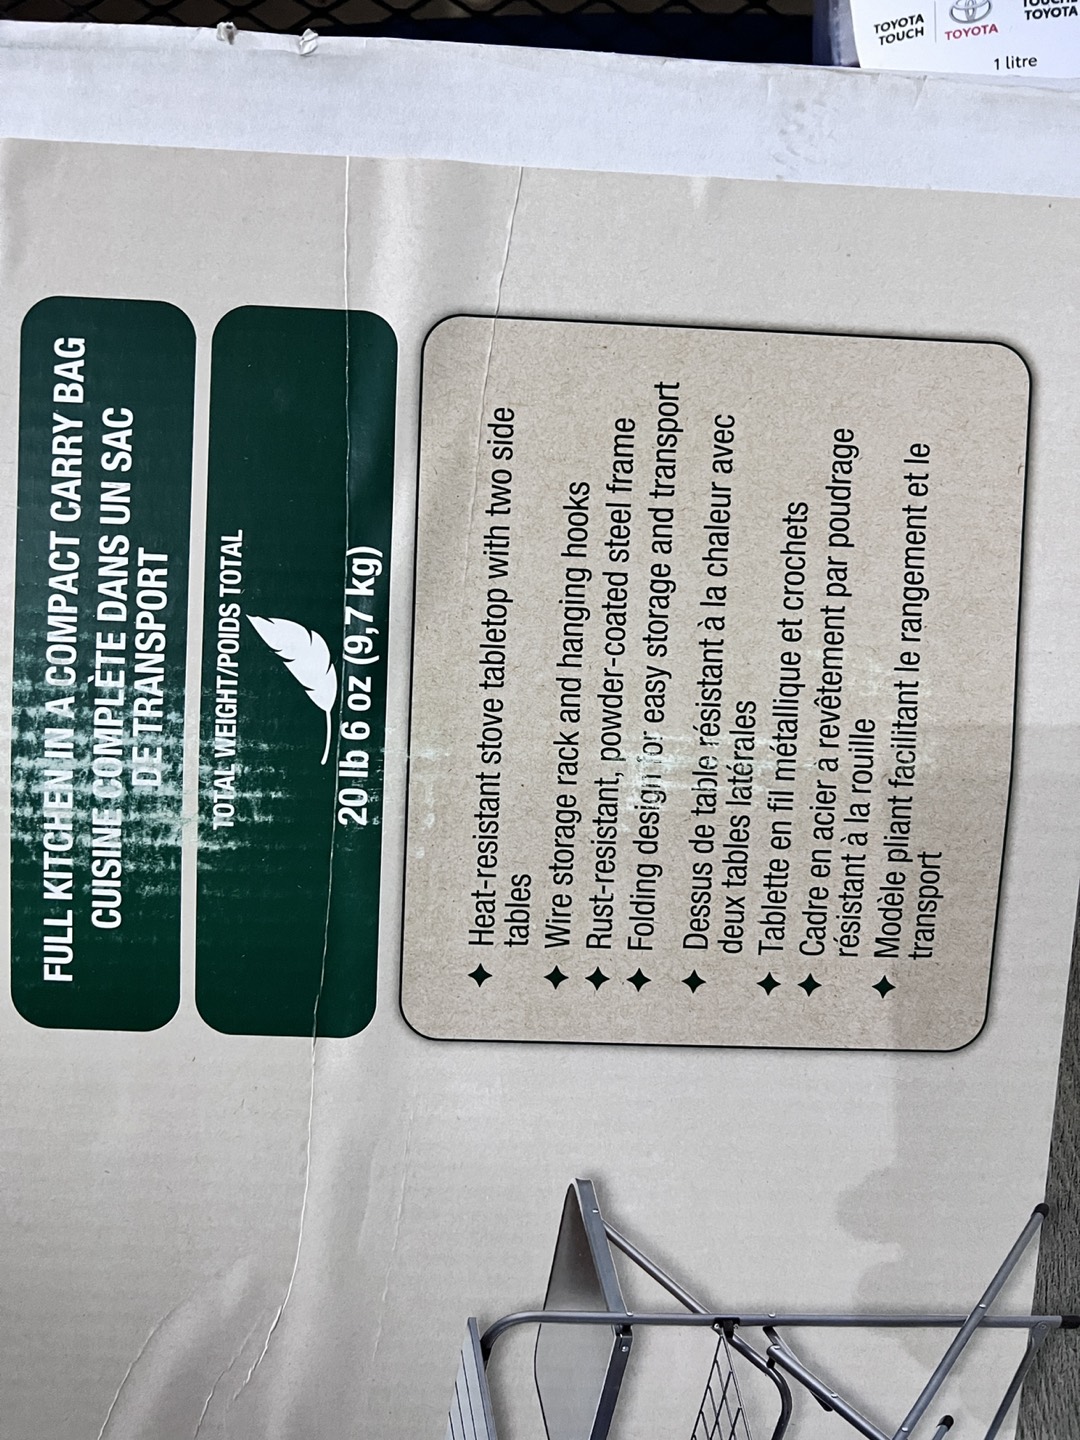 FULL KITCHEN IN A COMPACT CARRY BAG
CUISINE COMPLÈTE DANS UN SAC
DE TRANSPORT
TOTAL WEIGHT/POIDS TOTAL
20 lb 6 oz (9,7 kg)
✦ Heat-resistant stove tabletop with two side
tables
✦ Wire storage rack and hanging hooks
✦ Rust-resistant, powder-coated steel frame
✦ Folding design for easy storage and transport
✦ Dessus de table résistant à la chaleur avec
deux tables latérales
✦ Tablette en fil métallique et crochets
✦ Cadre en acier à revêtement par poudrage
résistant à la rouille
✦ Modèle pliant facilitant le rangement et le
transport
TOYOTA
TOUCH
TOYOTA
TOYOTA
1 litre